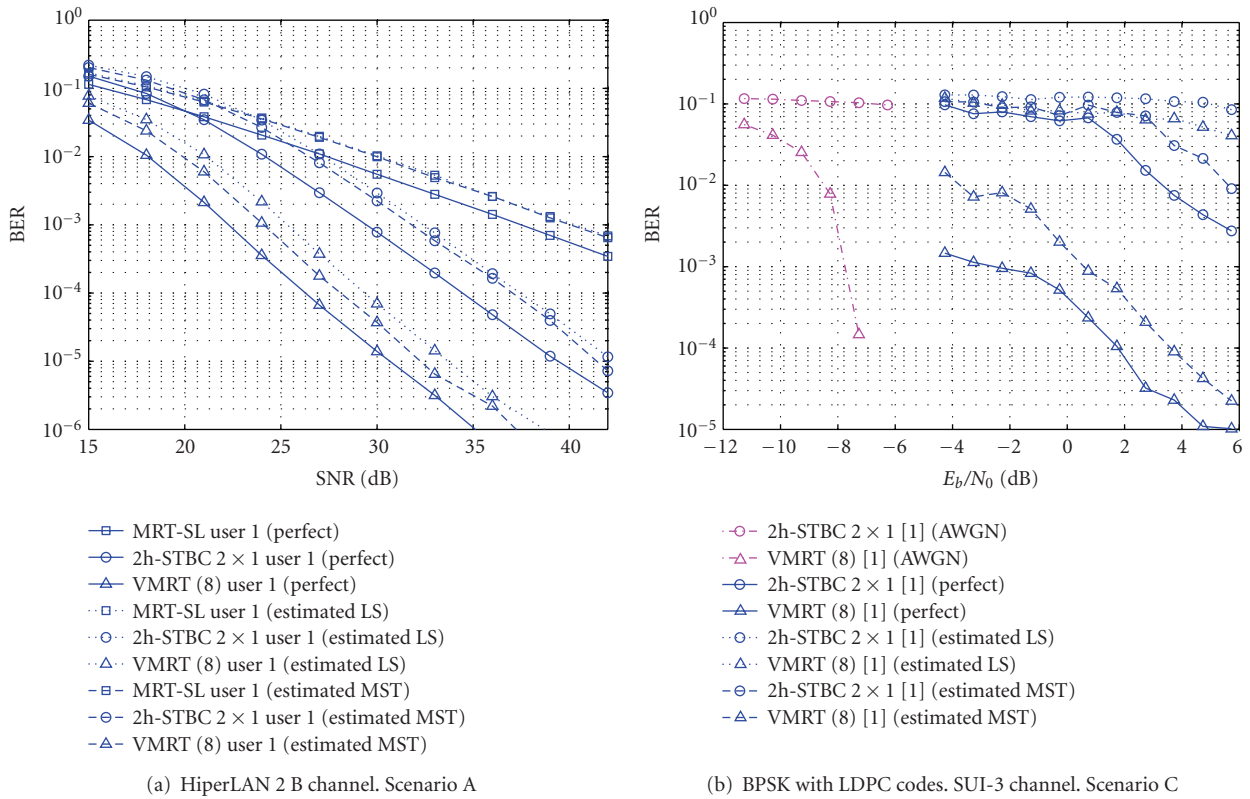 10^0
10^-1
10^-2
10^-3
10^-4
10^-5
10^-6
BER
15 20 25 30 35 40
SNR (dB)
MRT-SL user 1 (perfect)
2h-STBC 2 × 1 user 1 (perfect)
VMRT (8) user 1 (perfect)
MRT-SL user 1 (estimated LS)
2h-STBC 2 × 1 user 1 (estimated LS)
VMRT (8) user 1 (estimated LS)
MRT-SL user 1 (estimated MST)
2h-STBC 2 × 1 user 1 (estimated MST)
VMRT (8) user 1 (estimated MST)
(a) HiperLAN 2 B channel. Scenario A
10^0
10^-1
10^-2
10^-3
10^-4
10^-5
BER
−12 −10 −8 −6 −4 −2 0 2 4 6
E_b/N_0 (dB)
2h-STBC 2 × 1 [1] (AWGN)
VMRT (8) [1] (AWGN)
2h-STBC 2 × 1 [1] (perfect)
VMRT (8) [1] (perfect)
2h-STBC 2 × 1 [1] (estimated LS)
VMRT (8) [1] (estimated LS)
2h-STBC 2 × 1 [1] (estimated MST)
VMRT (8) [1] (estimated MST)
(b) BPSK with LDPC codes. SUI-3 channel. Scenario C